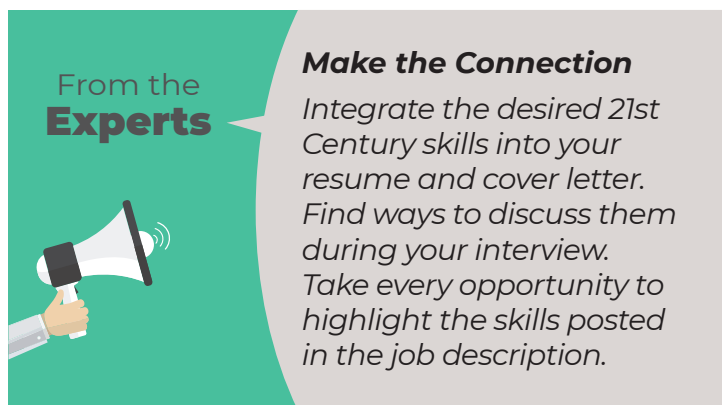 From the
Experts
Make the Connection
Integrate the desired 21st
Century skills into your
resume and cover letter.
Find ways to discuss them
during your interview.
Take every opportunity to
highlight the skills posted
in the job description.